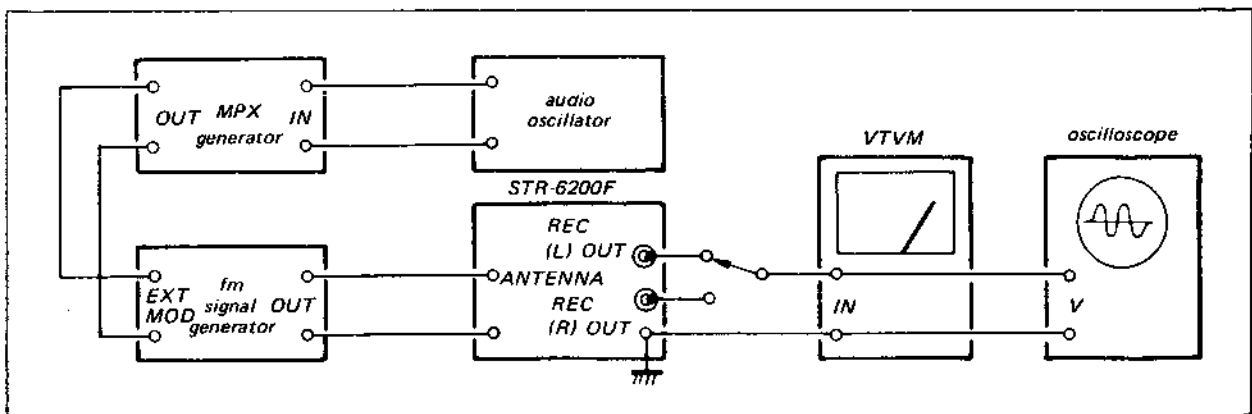 OUT MPX IN
generator
audio
oscillator
VTVM
oscilloscope
STR-6200F
EXT
MOD
fm
signal OUT
generator
REC
(L) OUT
ANTENNA
REC
(R) OUT
IN
V